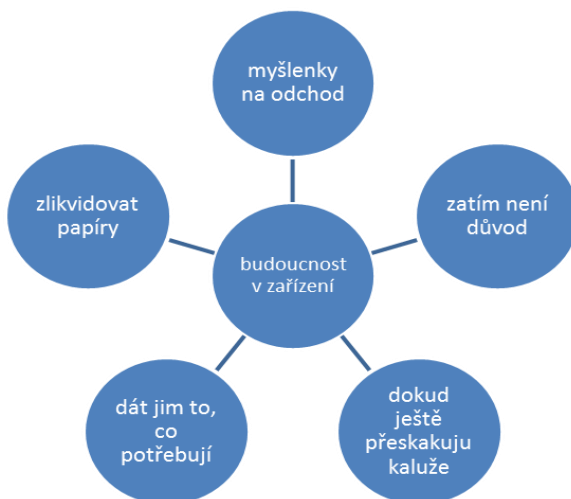 myšlenky
na odchod
zlikvidovat
papíry
zatím není
důvod
budoucnost
v zařízení
dát jim to,
co
potřebují
dokud
ještě
přeskakuju
kaluže